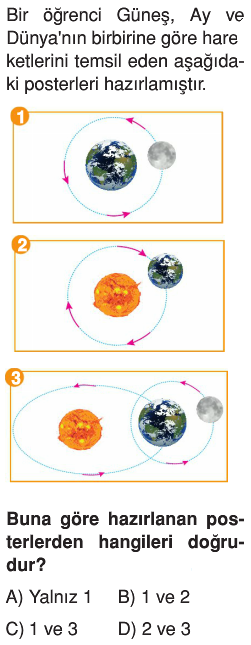 Bir öğrenci Güneş, Ay ve
Dünya'nın birbirine göre hare
ketlerini temsil eden aşağıda-
ki posterleri hazırlamıştır.
1
2
3
Buna göre hazırlanan pos-
terlerden hangileri doğru-
dur?
A) Yalnız 1 B) 1 ve 2
C) 1 ve 3 D) 2 ve 3